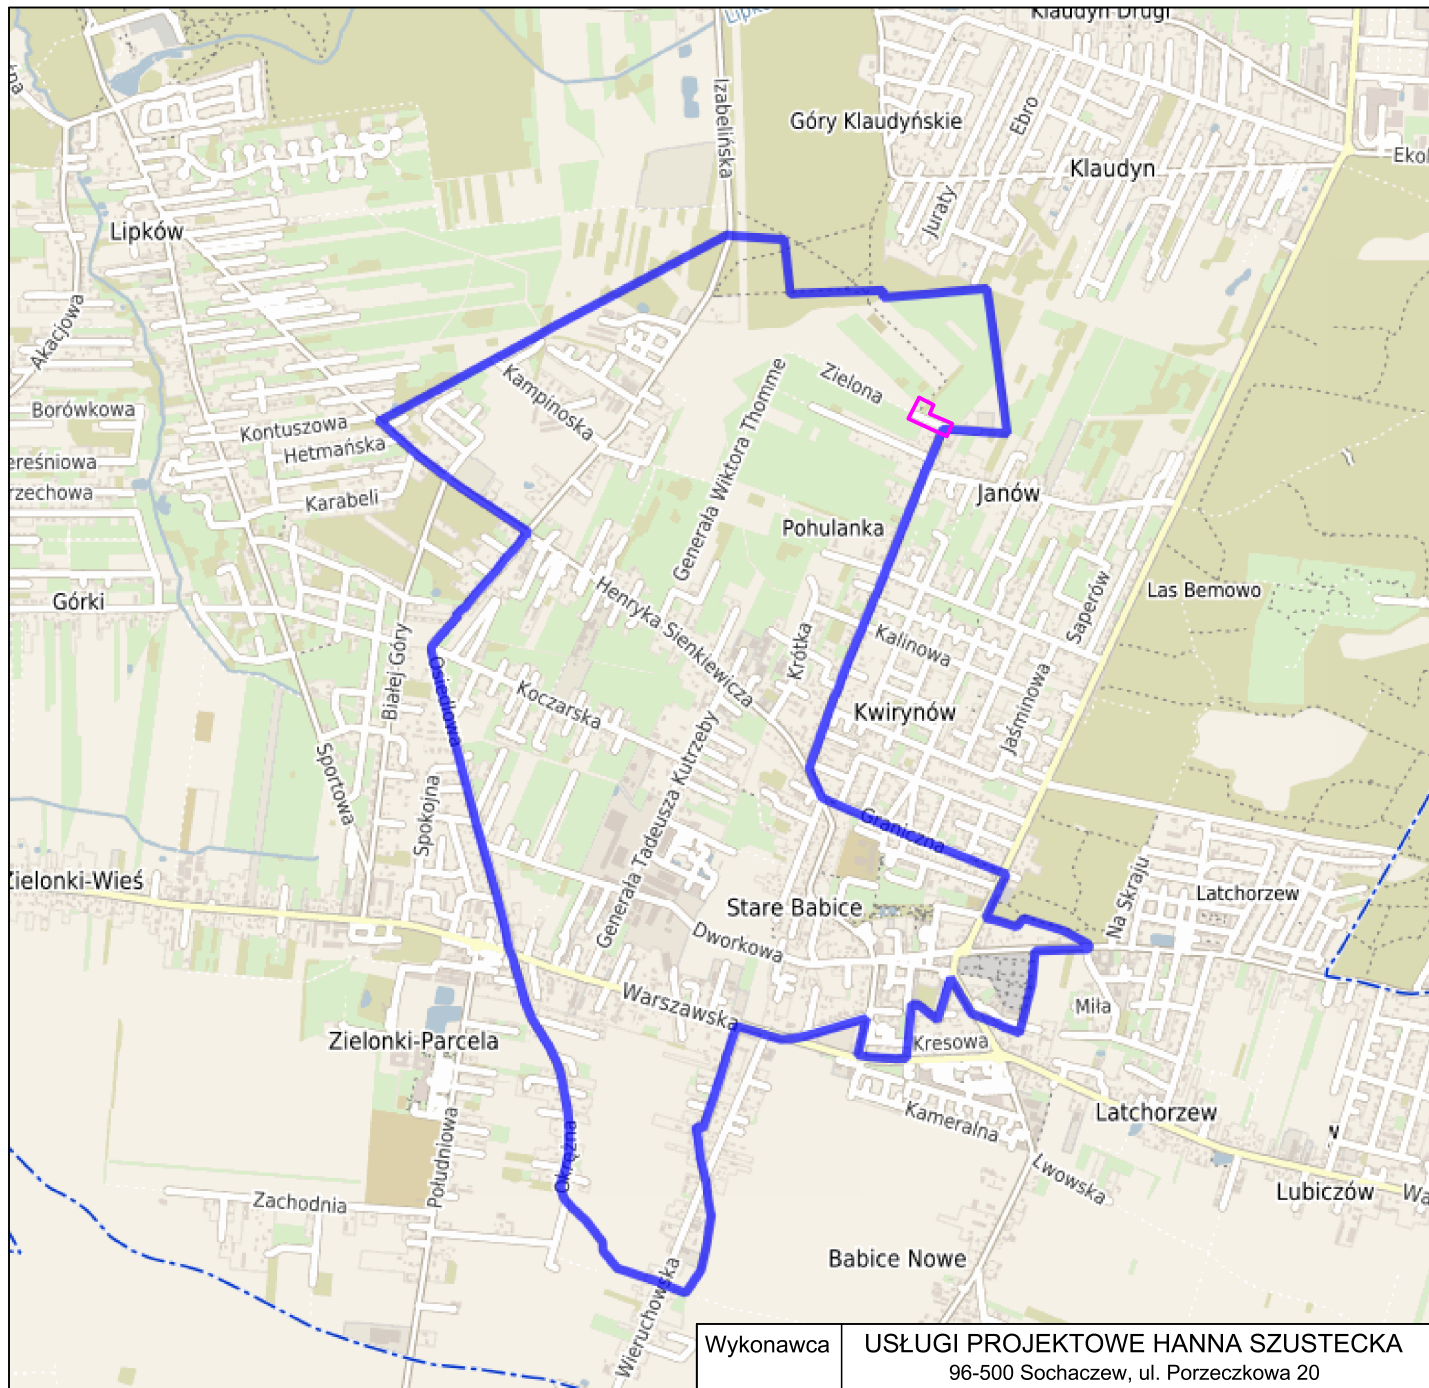 Klaudyn Drugi
Izabelińska
Góry Klaudyńskie
Ebro
Klaudyn
Juraty
Lipków
Akacjowa
Zielona
Kampinoska
Generała Wiktora Thomme
Borówkowa
Kontuszowa
Hetmańska
Karabeli
Janów
Pohulanka
Górki
Henryka Sienkiewicza
Las Bemowo
Saperów
Krótka
Kalinowa
Białej Góry
Osiedlowa
Koczarska
Kwirynów
Jaśminowa
Generała Tadeusza Kutrzeby
Sportowa
Spokojna
Graniczna
Zielonki-Wieś
Stare Babice
Na Skraju
Latchorzew
Dworkowa
Warszawska
Miła
Kresowa
Zielonki-Parcela
Kameralna
Latchorzew
Południowa
Okrężna
Lwowska
Lubiczów
Zachodnia
Babice Nowe
Wieruchowska
Wykonawca
USŁUGI PROJEKTOWE HANNA SZUSTECKA
96-500 Sochaczew, ul. Porzeczkowa 20